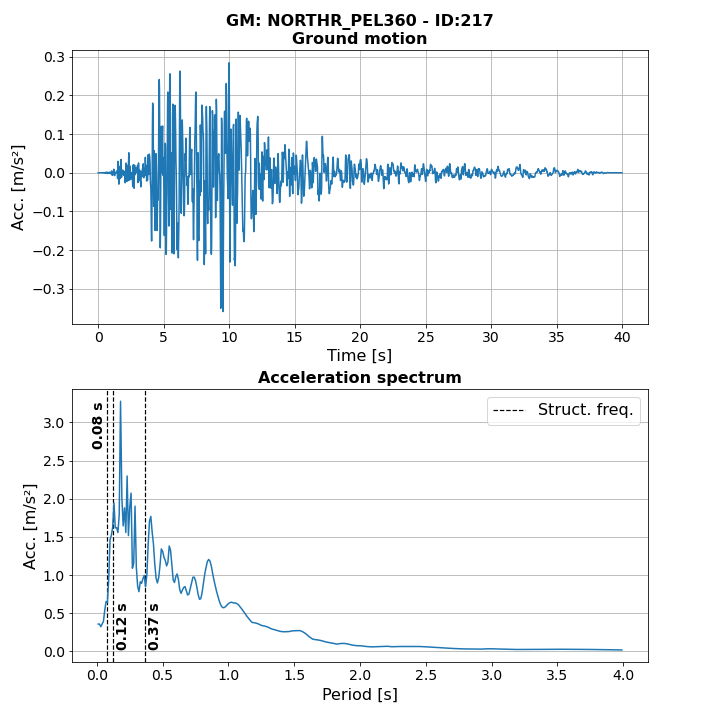 GM: NORTHR_PEL360 - ID:217
Ground motion
Acc. [m/s²]
0.3
0.2
0.1
0.0
−0.1
−0.2
−0.3
0 5 10 15 20 25 30 35 40
Time [s]
Acceleration spectrum
Acc. [m/s²]
3.0
2.5
2.0
1.5
1.0
0.5
0.0
0.08 s
0.12 s
0.37 s
Struct. freq.
0.0 0.5 1.0 1.5 2.0 2.5 3.0 3.5 4.0
Period [s]